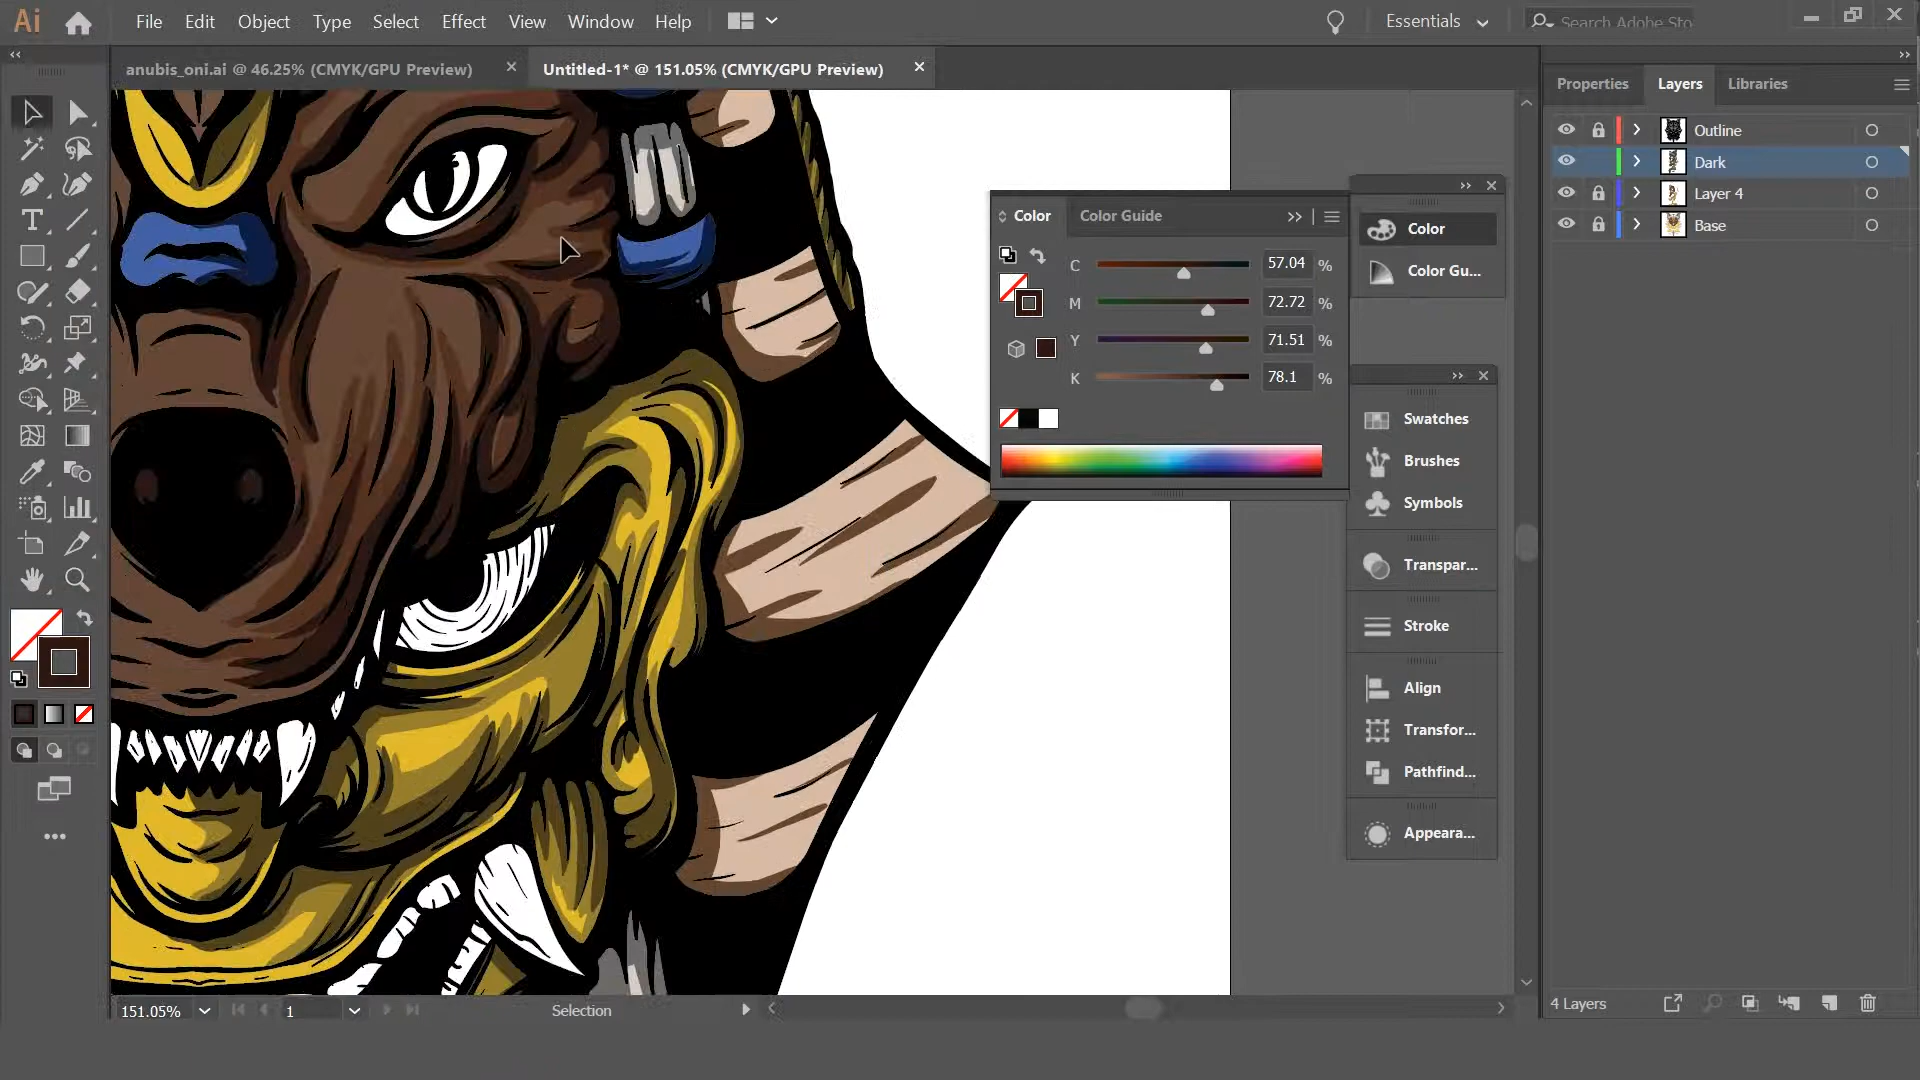 Ai File Edit Object Type Select Effect View Window Help Essentials Search Adobe Sto
anubis_oni.ai @ 46.25% (CMYK/GPU Preview) Untitled-1* @ 151.05% (CMYK/GPU Preview)
Properties Layers Libraries
Outline
Dark
Layer 4
Base
Color Color Guide
C 57.04 %
M 72.72 %
Y 71.51 %
K 78.1 %
Color
Color Gu...
Swatches
Brushes
Symbols
Transpar...
Stroke
Align
Transfor...
Pathfind...
Appeara...
151.05% 1 Selection
4 Layers